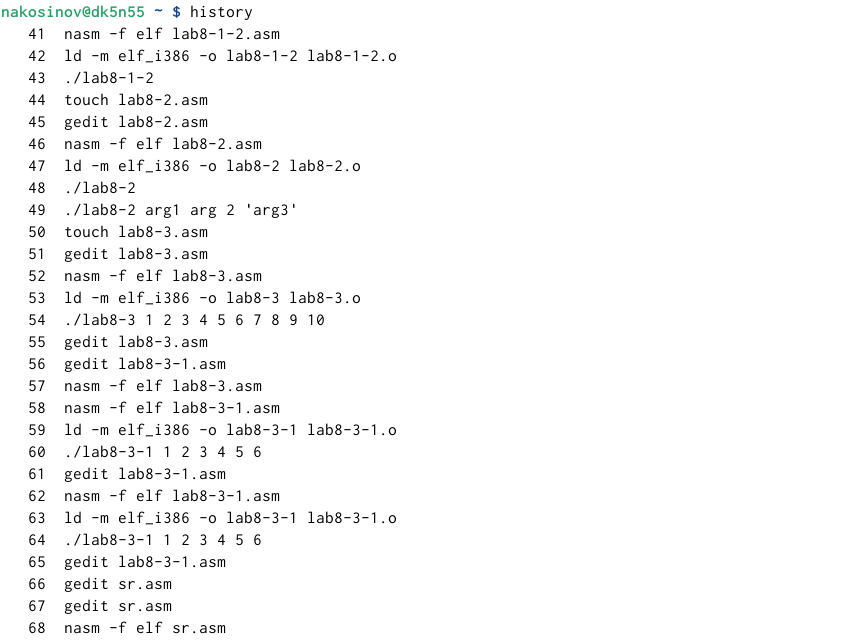 nakosinov@dk5n55 ~ $ history
41 nasm -f elf lab8-1-2.asm
42 ld -m elf_i386 -o lab8-1-2 lab8-1-2.o
43 ./lab8-1-2
44 touch lab8-2.asm
45 gedit lab8-2.asm
46 nasm -f elf lab8-2.asm
47 ld -m elf_i386 -o lab8-2 lab8-2.o
48 ./lab8-2
49 ./lab8-2 arg1 arg 2 'arg3'
50 touch lab8-3.asm
51 gedit lab8-3.asm
52 nasm -f elf lab8-3.asm
53 ld -m elf_i386 -o lab8-3 lab8-3.o
54 ./lab8-3 1 2 3 4 5 6 7 8 9 10
55 gedit lab8-3.asm
56 gedit lab8-3-1.asm
57 nasm -f elf lab8-3.asm
58 nasm -f elf lab8-3-1.asm
59 ld -m elf_i386 -o lab8-3-1 lab8-3-1.o
60 ./lab8-3-1 1 2 3 4 5 6
61 gedit lab8-3-1.asm
62 nasm -f elf lab8-3-1.asm
63 ld -m elf_i386 -o lab8-3-1 lab8-3-1.o
64 ./lab8-3-1 1 2 3 4 5 6
65 gedit lab8-3-1.asm
66 gedit sr.asm
67 gedit sr.asm
68 nasm -f elf sr.asm